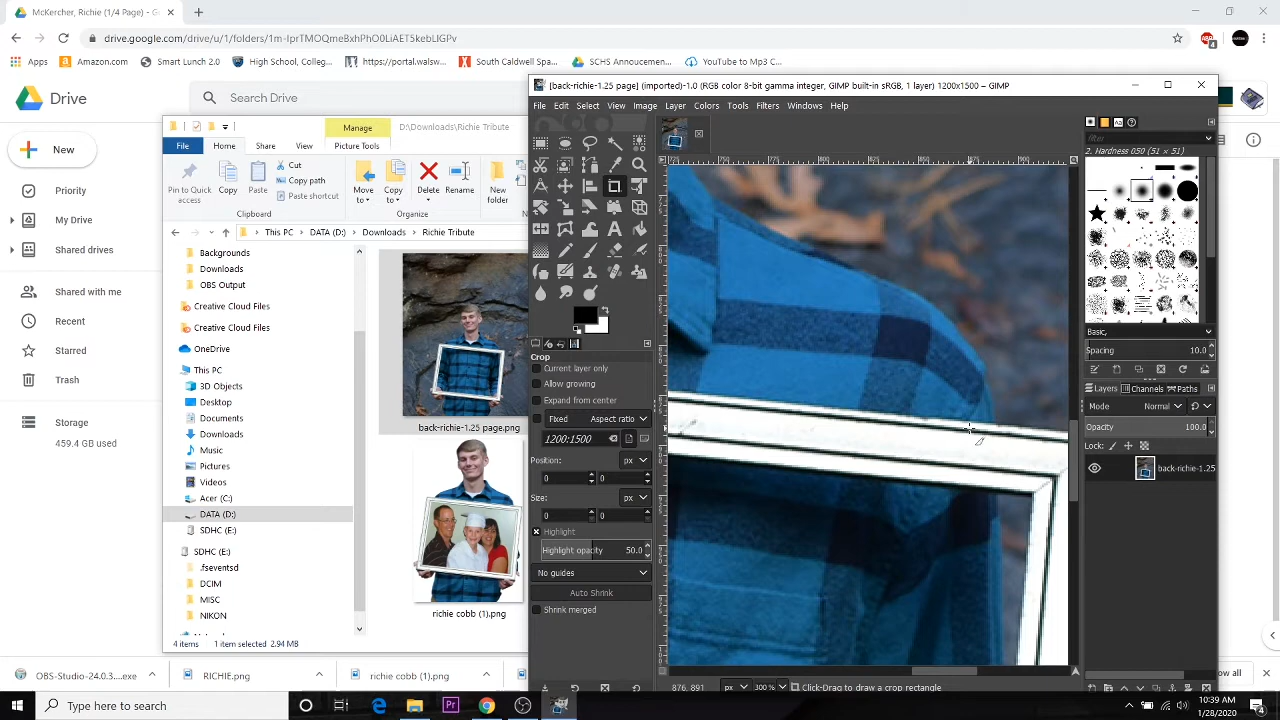 McKercher, Richie (1/4 Page) -
drive.google.com/drive/u/1/folders/1m-IprTMOQmeBxhPhO0LiAET5kebLlGPv
4
Apps
Amazon.com
Smart Lunch 2.0
High School, Colleg...
https://portal.walsw...
South Caldwell Spa...
SCHS Annoucement...
YouTube to Mp3 C...
Drive
Search Drive
New
Priority
My Drive
Shared drives
Shared with me
Recent
Starred
Trash
Storage
459.4 GB used
Manage
D:\Downloads\Richie Tribute
File
Home
Share
View
Picture Tools
Pin to Quick access
Copy
Paste
Cut
Copy path
Paste shortcut
Clipboard
Move to
Copy to
Delete
Rename
New folder
Organize
This PC
DATA (D:)
Downloads
Richie Tribute
Backgrounds
Downloads
OBS Output
Creative Cloud Files
Creative Cloud Files
OneDrive
This PC
3D Objects
Desktop
Documents
Downloads
Music
Pictures
Videos
Acer (C:)
DATA (D:)
SDHC (E:)
SDHC (E:)
.fseventsd
DCIM
MISC
NIKON
back-richie-1.25 page.png
richie cobb (1).png
4 items
1 item selected 2.94 MB
[back-richie-1.25 page] (imported)-1.0 (RGB color 8-bit gamma integer, GIMP built-in sRGB, 1 layer) 1200x1500 – GIMP
File
Edit
Select
View
Image
Layer
Colors
Tools
Filters
Windows
Help
Crop
Current layer only
Allow growing
Expand from center
Fixed
Aspect ratio
1200:1500
Position:
px
0
0
Size:
px
0
0
Highlight
Highlight opacity
50.0
No guides
Auto Shrink
Shrink merged
876, 891
px
300 %
Click-Drag to draw a crop rectangle
filter
2. Hardness 050 (51 × 51)
Basic,
Spacing
10.0
Layers
Channels
Paths
Mode
Normal
Opacity
100.0
Lock:
back-richie-1.25
OBS-Studio-24.0.3....exe
RICHIE.png
e cobb (1).png
Type here to search
10:39 AM
1/28/2020
4